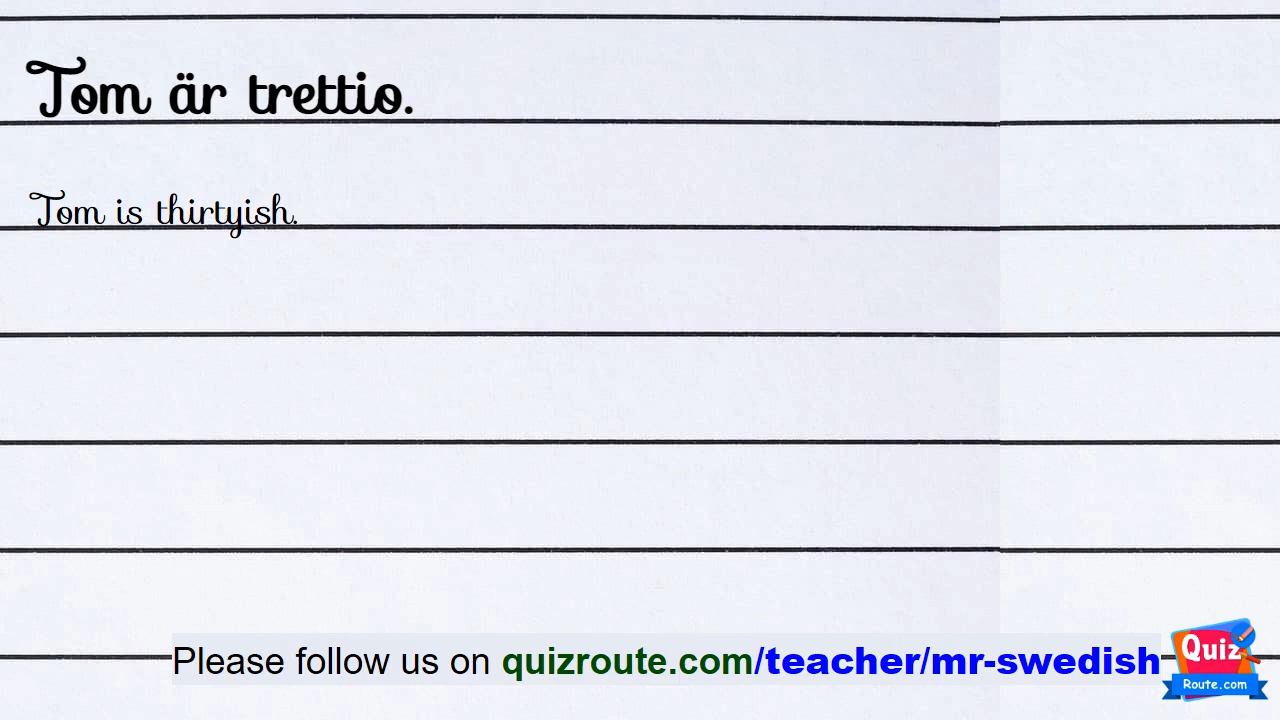 Tom är trettio.
Tom is thirtyish.
Please follow us on quizroute.com/teacher/mr-swedish
Quiz
Route.com